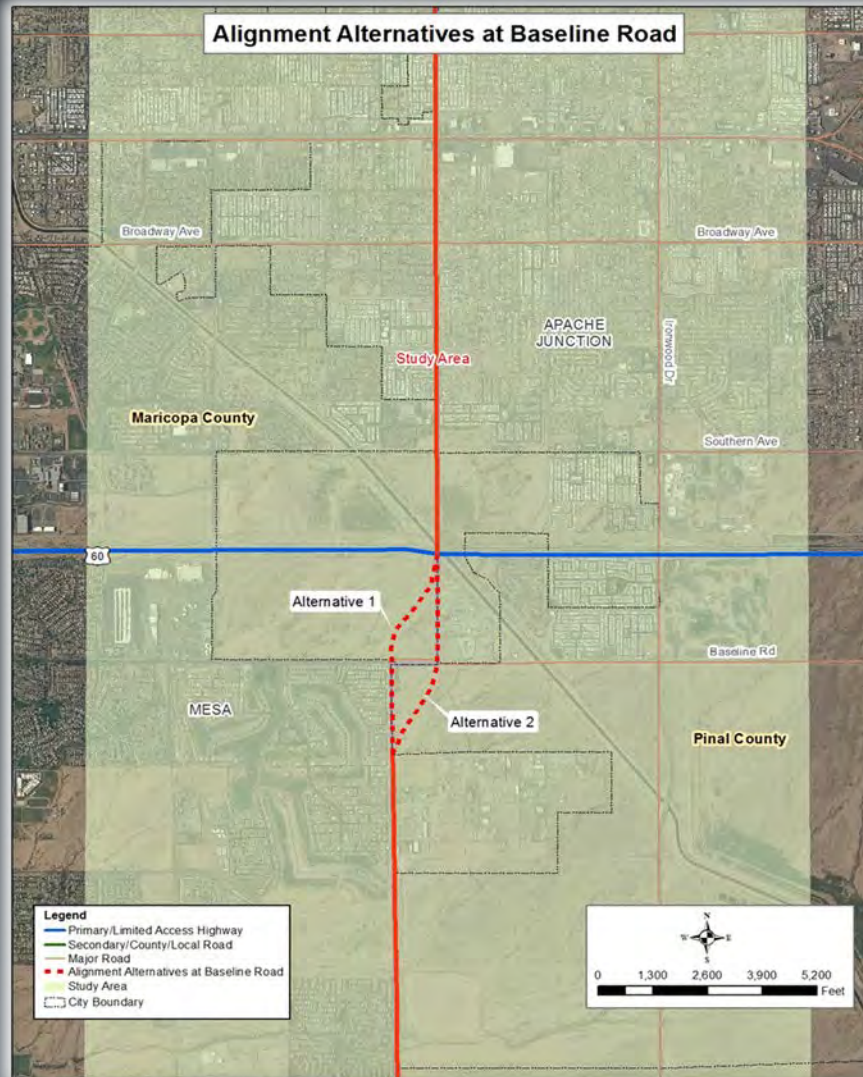 Alignment Alternatives at Baseline Road
Broadway Ave
Broadway Ave
APACHE
JUNCTION
Ironwood Dr
Study Area
Maricopa County
Southern Ave
60
Alternative 1
Baseline Rd
MESA
Alternative 2
Pinal County
Legend
Primary/Limited Access Highway
Secondary/County/Local Road
Major Road
Alignment Alternatives at Baseline Road
Study Area
City Boundary
N
W E
S
0 1,300 2,600 3,900 5,200
Feet